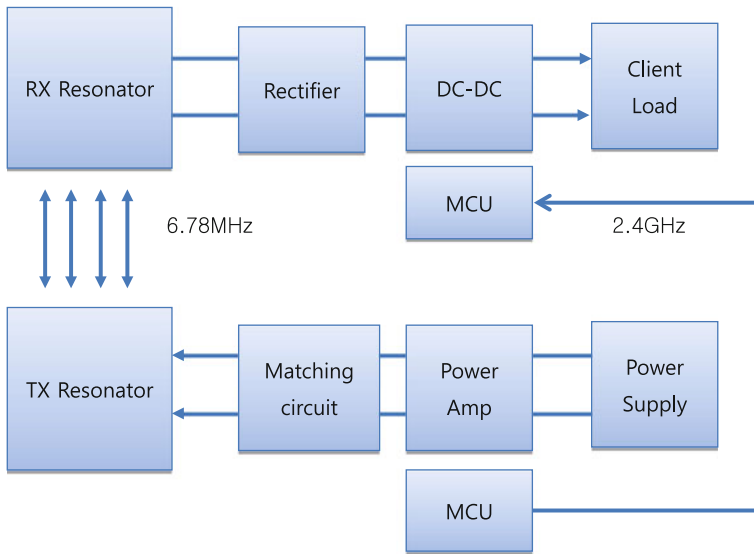 RX Resonator
Rectifier
DC-DC
Client
Load
MCU
6.78MHz
2.4GHz
TX Resonator
Matching
circuit
Power
Amp
Power
Supply
MCU